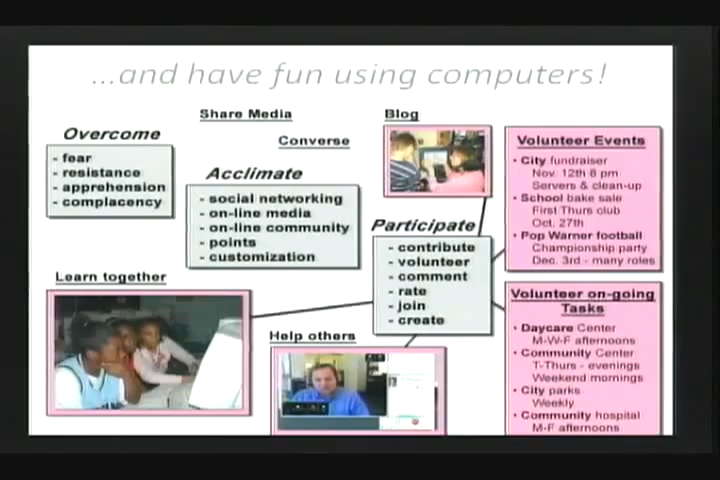 ...and have fun using computers!
Share Media
Blog
Converse
Overcome
- fear
- resistance
- apprehension
- complacency
Acclimate
- social networking
- on-line media
- on-line community
- points
- customization
Participate
- contribute
- volunteer
- comment
- rate
- join
- create
Volunteer Events
• City fundraiser
Nov. 12th 8 pm
Servers & clean-up
• School bake sale
First Thurs club
Oct. 27th
• Pop Warner football
Championship party
Dec. 3rd - many roles
Learn together
Help others
Volunteer on-going
Tasks
• Daycare Center
M-W-F afternoons
• Community Center
T-Thurs - evenings
Weekend mornings
• City parks
Weekly
• Community hospital
M-F afternoons